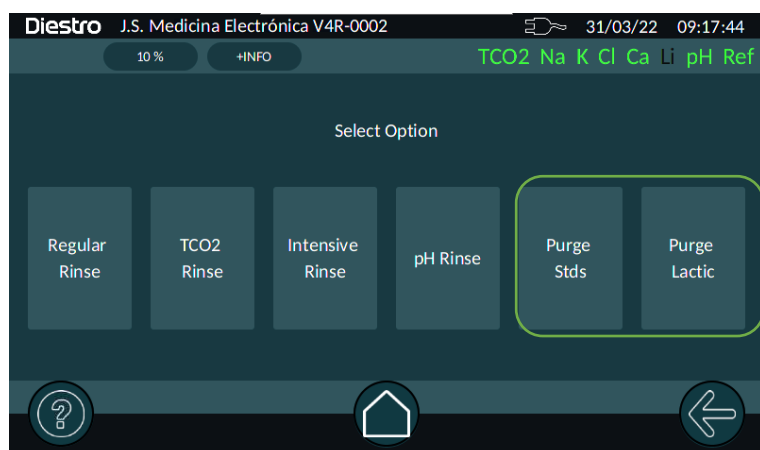 Diestro J.S. Medicina Electrónica V4R-0002 31/03/22 09:17:44
10 % +INFO TCO2 Na K Cl Ca Li pH Ref
Select Option
Regular
Rinse
TCO2
Rinse
Intensive
Rinse
pH Rinse
Purge
Stds
Purge
Lactic
?